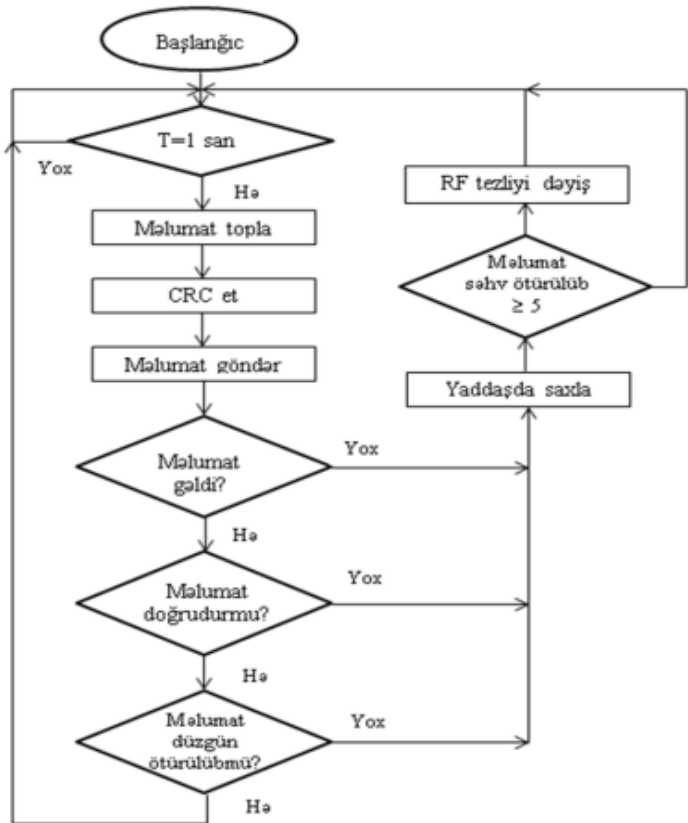 Başlanğıc
T=1 san
Yox
Hə
Məlumat topla
CRC et
Məlumat göndər
Məlumat
gəldi?
Yox
Hə
Məlumat
doğrudurmu?
Yox
Hə
Məlumat
düzgün
ötürülübmü?
Yox
Hə
RF tezliyi dəyiş
Məlumat
səhv ötürülüb
≥ 5
Yaddaşda saxla